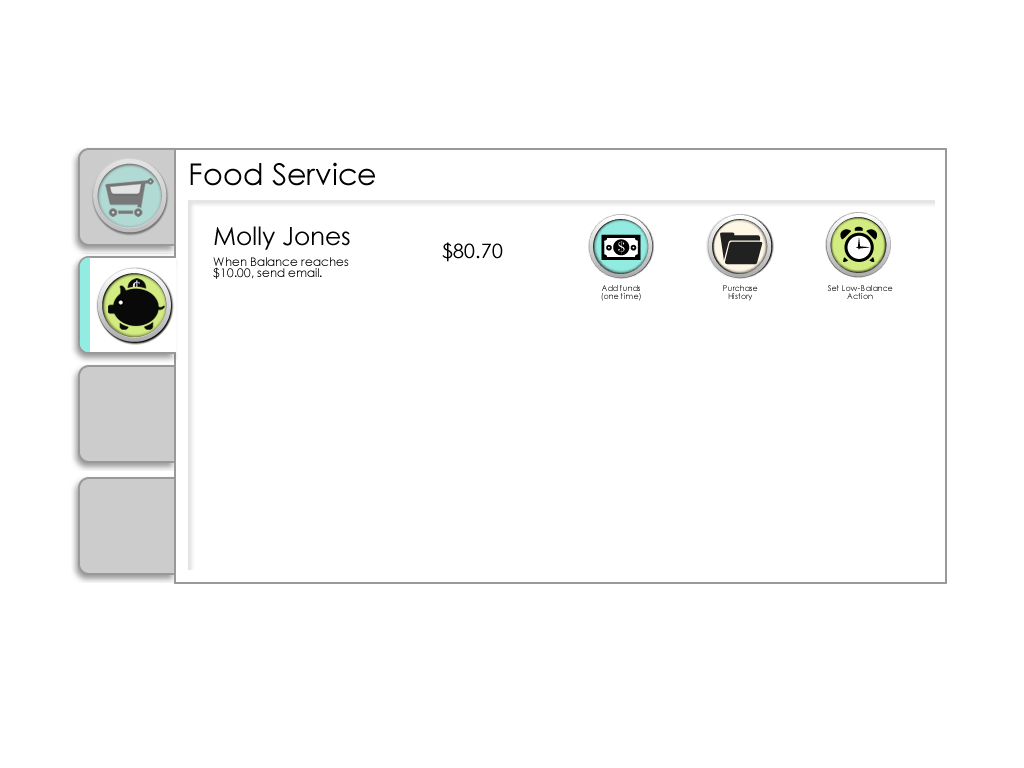 Food Service
Molly Jones
When Balance reaches
$10.00, send email.
$80.70
Add funds
(one time)
Purchase
History
Set Low-Balance
Action